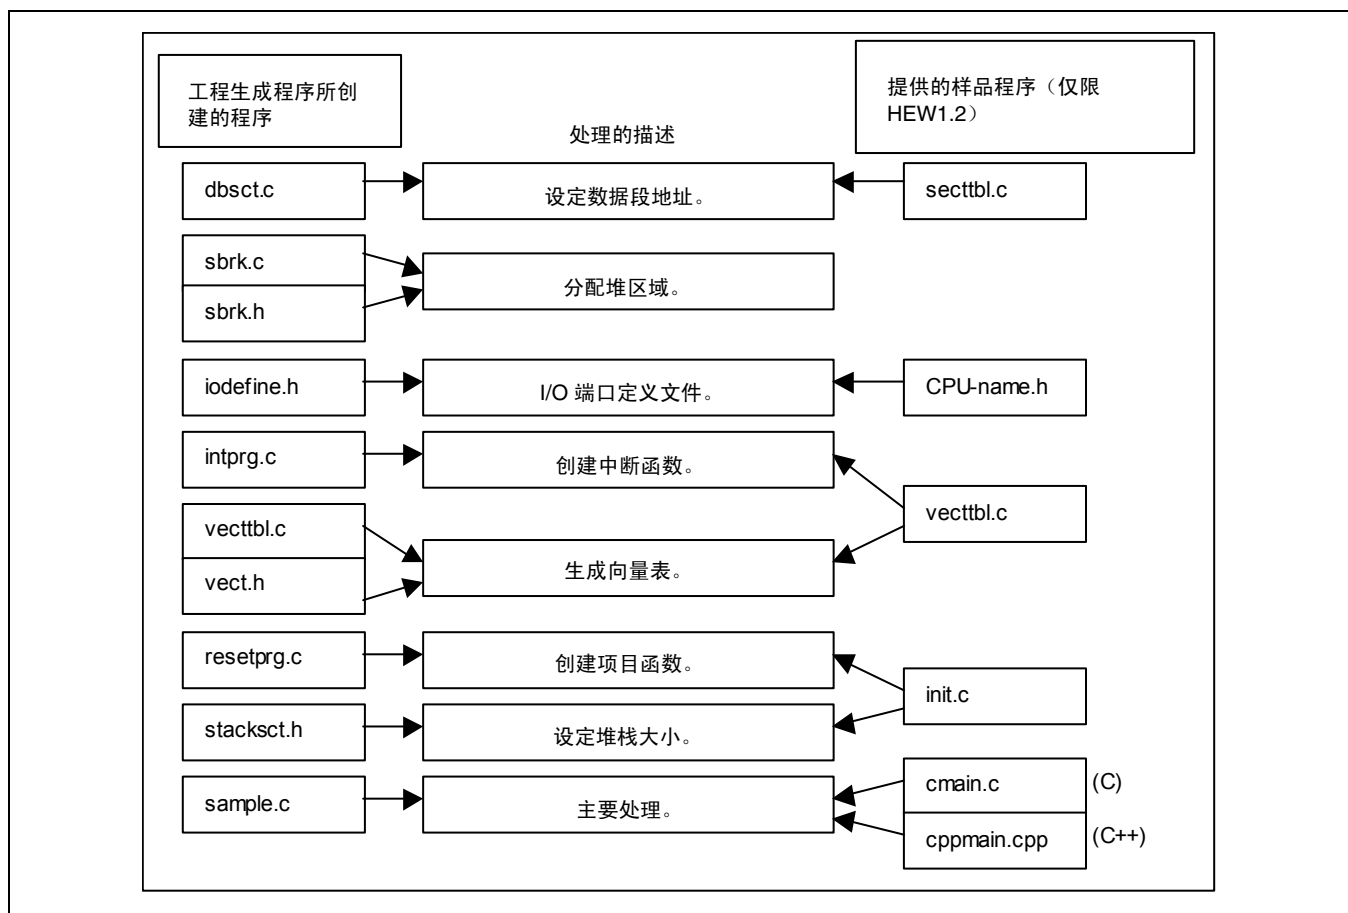 工程生成程序所创
建的程序
提供的样品程序（仅限
HEW1.2）
处理的描述
dbsct.c
设定数据段地址。
secttbl.c
sbrk.c
分配堆区域。
sbrk.h
iodefine.h
I/O 端口定义文件。
CPU-name.h
intprg.c
创建中断函数。
vecttbl.c
vecttbl.c
生成向量表。
vect.h
resetprg.c
创建项目函数。
init.c
stacksct.h
设定堆栈大小。
cmain.c
(C)
sample.c
主要处理。
cppmain.cpp
(C++)